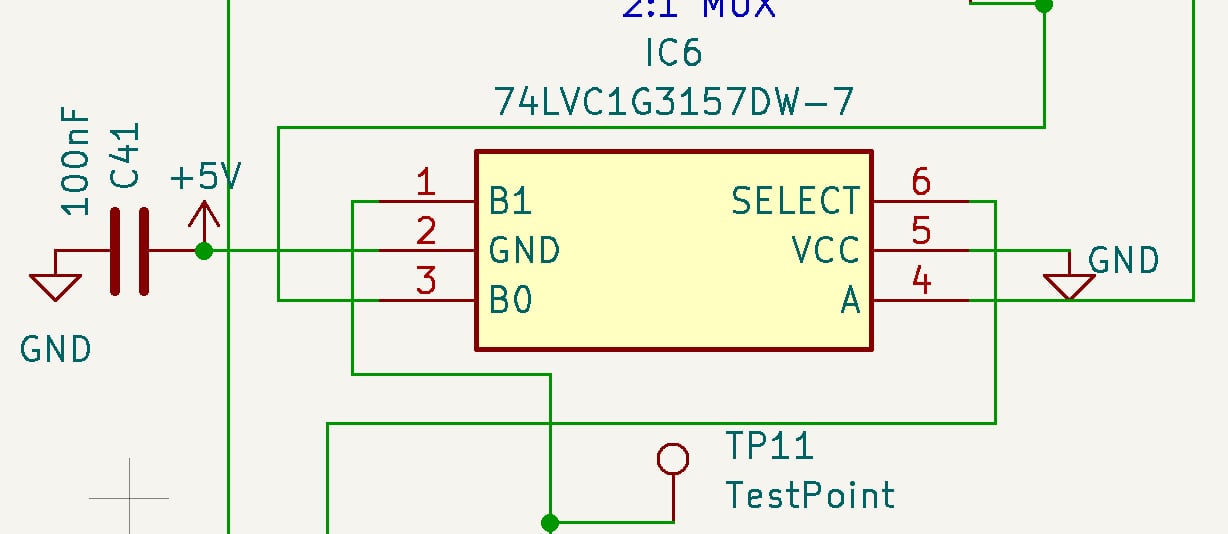 2:1 MUX
IC6
74LVC1G3157DW-7
100nF
C41
+5V
GND
1
2
3
B1
GND
B0
SELECT
VCC
A
6
5
4
GND
TP11
TestPoint